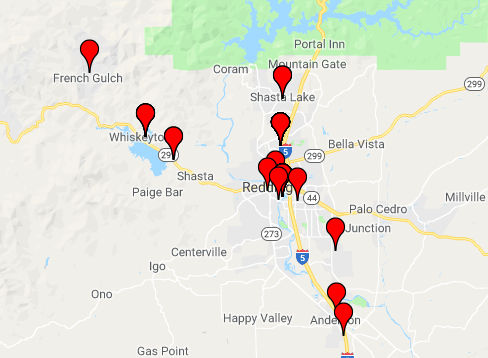 Portal Inn
Mountain Gate
Coram
French Gulch
299
Shasta Lake
Whiskeyto
5
299
Bella Vista
299
Shasta
Paige Bar
Redding
44
Millville
Palo Cedro
273
Junction
Centerville
5
Igo
Ono
Happy Valley
Anderson
Gas Point